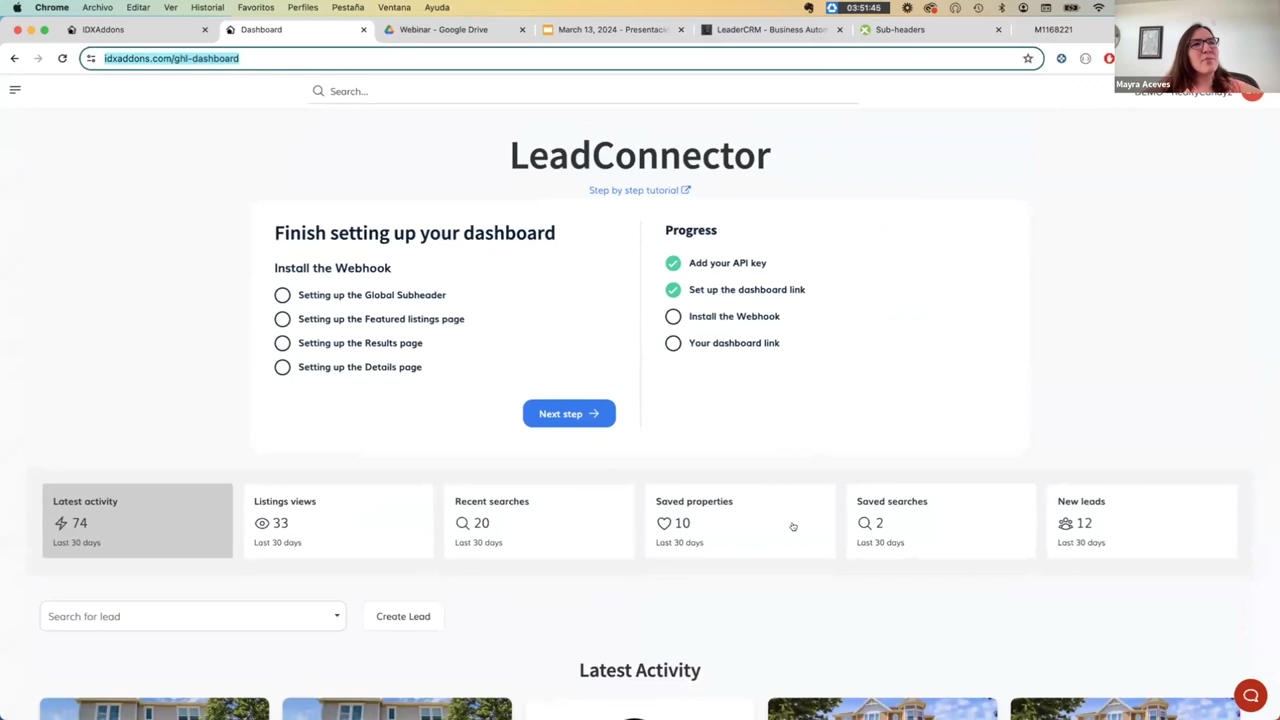 Chrome Archivo Editar Ver Historial Favoritos Perfiles Pestaña Ventana Ayuda 03:51:45
IDXAddons Dashboard Webinar - Google Drive March 13, 2024 - Presentaci LeaderCRM - Business Autom Sub-headers M1168221
idxaddons.com/ghl-dashboard
Mayra Aceves
Search...
LeadConnector
Step by step tutorial
Finish setting up your dashboard
Install the Webhook
Setting up the Global Subheader
Setting up the Featured listings page
Setting up the Results page
Setting up the Details page
Next step
Progress
Add your API key
Set up the dashboard link
Install the Webhook
Your dashboard link
Latest activity
74
Last 30 days
Listings views
33
Last 30 days
Recent searches
20
Last 30 days
Saved properties
10
Last 30 days
Saved searches
2
Last 30 days
New leads
12
Last 30 days
Search for lead
Create Lead
Latest Activity